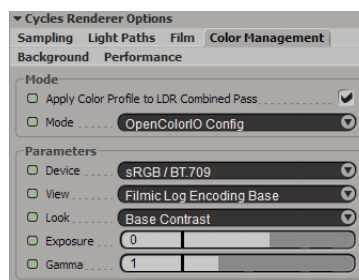 Cycles Renderer Options
Sampling Light Paths Film Color Management
Background Performance
Mode
Apply Color Profile to LDR Combined Pass
Mode OpenColorIO Config
Parameters
Device sRGB / BT.709
View Filmic Log Encoding Base
Look Base Contrast
Exposure 0
Gamma 1